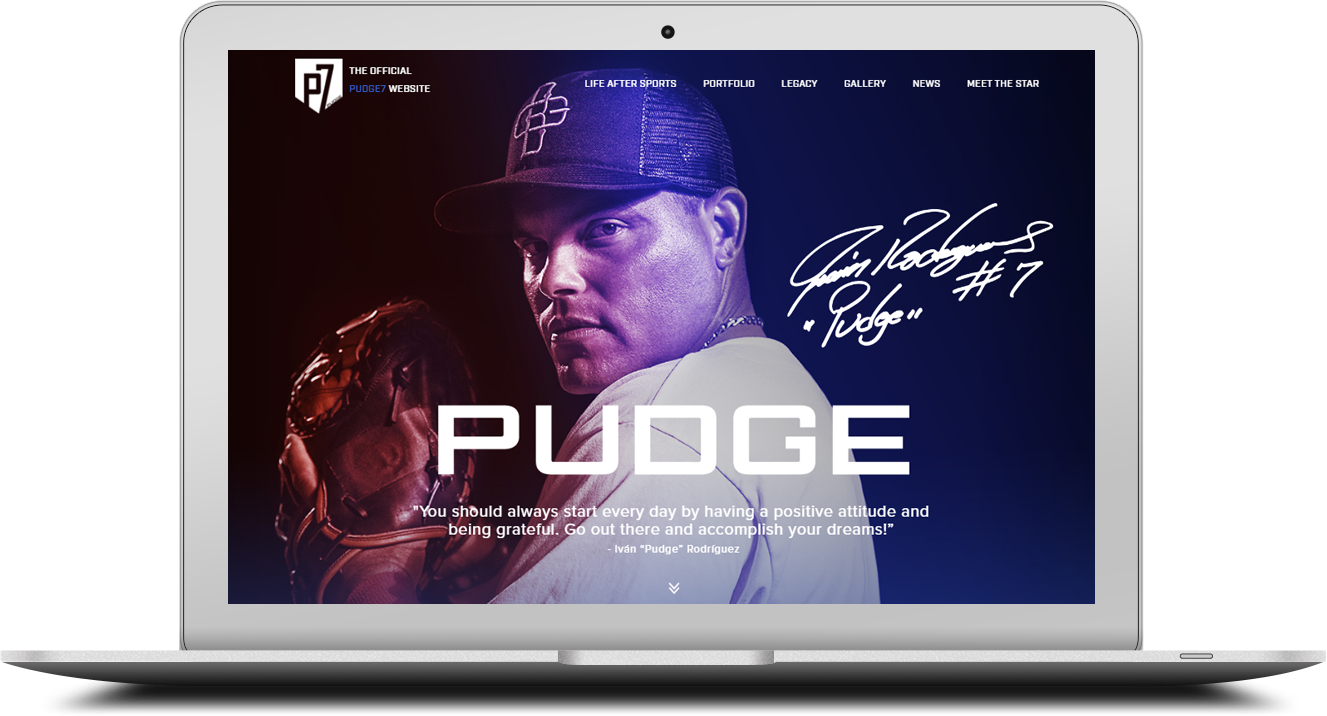 P7
THE OFFICIAL
PUDGE7 WEBSITE
LIFE AFTER SPORTS PORTFOLIO LEGACY GALLERY NEWS MEET THE STAR
Ivan Rodriguez
#7
"Pudge"
PUDGE
"You should always start every day by having a positive attitude and
being grateful. Go out there and accomplish your dreams!”
- Iván “Pudge” Rodríguez